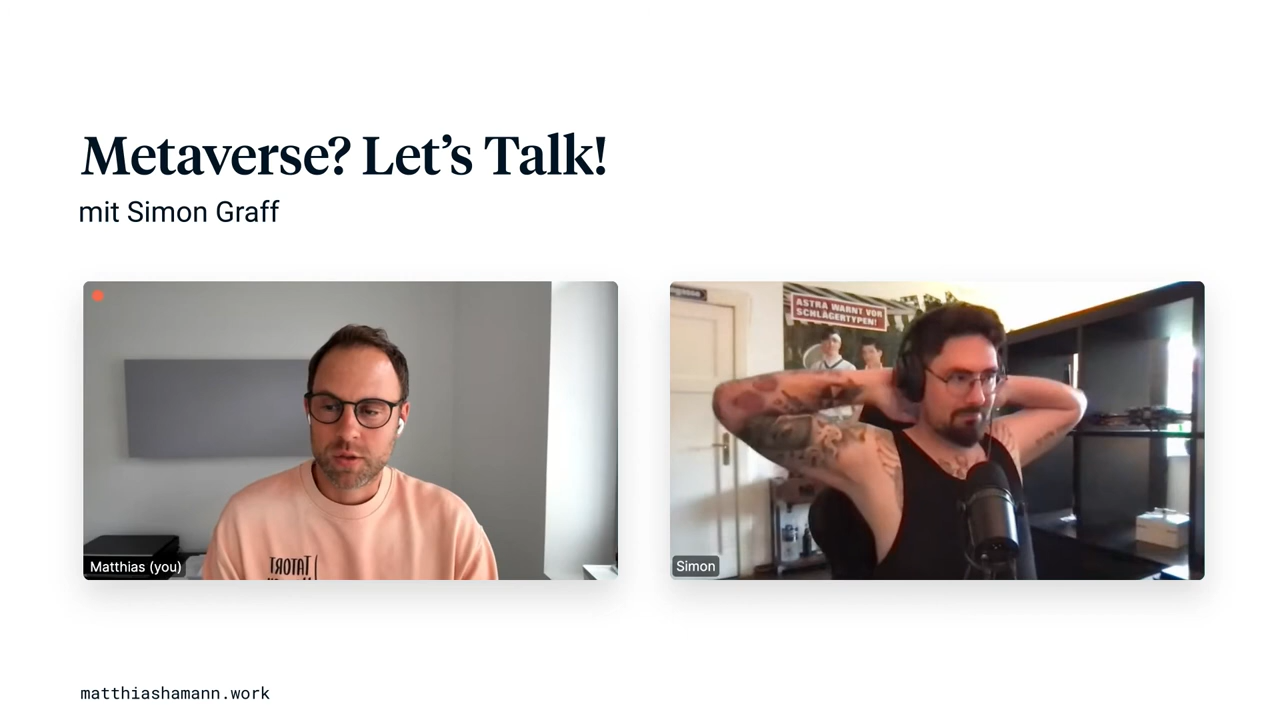 Metaverse? Let’s Talk!
mit Simon Graff
ASTRA WARNT VOR
SCHLÄGERTYPEN!
Matthias (you)
Simon
matthiashamann.work